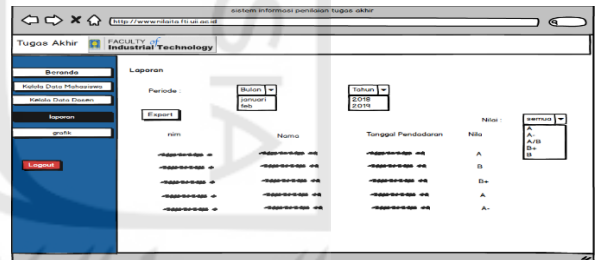 sistem informasi penilaian tugas akhir
http://www.nilaita.fti.uii.ac.id
Tugas Akhir
FACULTY of
Industrial Technology
Beranda
Kelola Data Mahasiswa
Kelola Data Dosen
laporan
grafik
Logout
Laporan
Periode :
Bulan
januari
feb
Tahun
2018
2019
Export
Nilai :
semua
A
A-
A/B
B+
B
nim
Nama
Tanggal Pendadaran
Nila
A
B
B+
A
A-
SIA